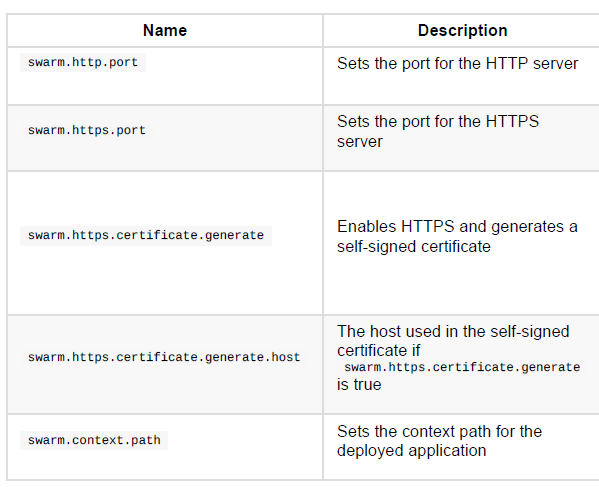 Name Description
swarm.http.port Sets the port for the HTTP server
swarm.https.port Sets the port for the HTTPS
server
swarm.https.certificate.generate Enables HTTPS and generates a
self-signed certificate
swarm.https.certificate.generate.host The host used in the self-signed
certificate if
swarm.https.certificate.generate
is true
swarm.context.path Sets the context path for the
deployed application